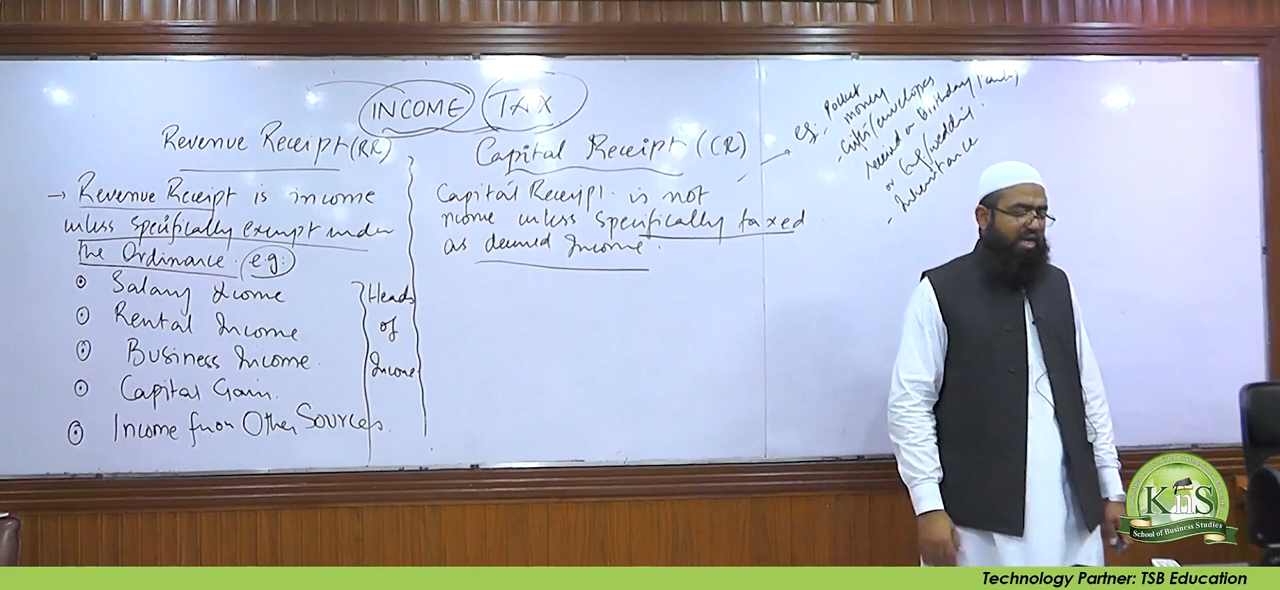 INCOME TAX
Revenue Receipt (RR)
→ Revenue Receipt is income
unless specifically exempt under
the Ordinance. e.g:
Salary Income
Rental Income
Business Income.
Capital Gain.
Income from Other Sources.
Heads
of
Income
Capital Receipt (CR)
Capital Receipt is not
ncome unless specifically taxed
as deemed Income.
eg: Pocket
money
- Gifts/envelopes
received on Birthday Party
or wedding.
- Inheritance
KnS
School of Business Studies
Technology Partner: TSB Education